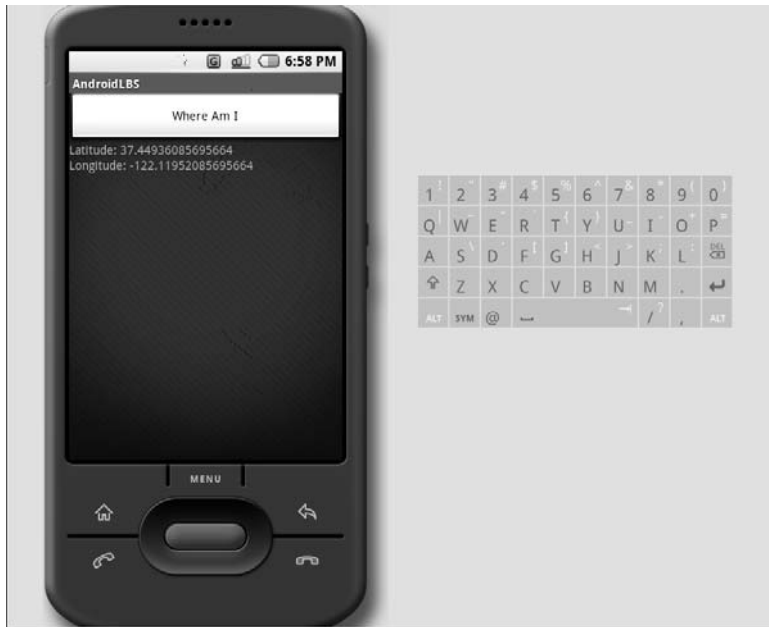 6:58 PM
AndroidLBS
Where Am I
Latitude: 37.44936085695664
Longitude: -122.11952085695664
MENU
1 ! 2 " 3 # 4 $ 5 % 6 ^ 7 & 8 * 9 ( 0 )
Q | W ~ E " R ` T { Y } U - I - O + P =
A S \ D ' F [ G ] H < J > K ; L : DEL
Z X C V B N M .
ALT SYM @ / ? , ALT